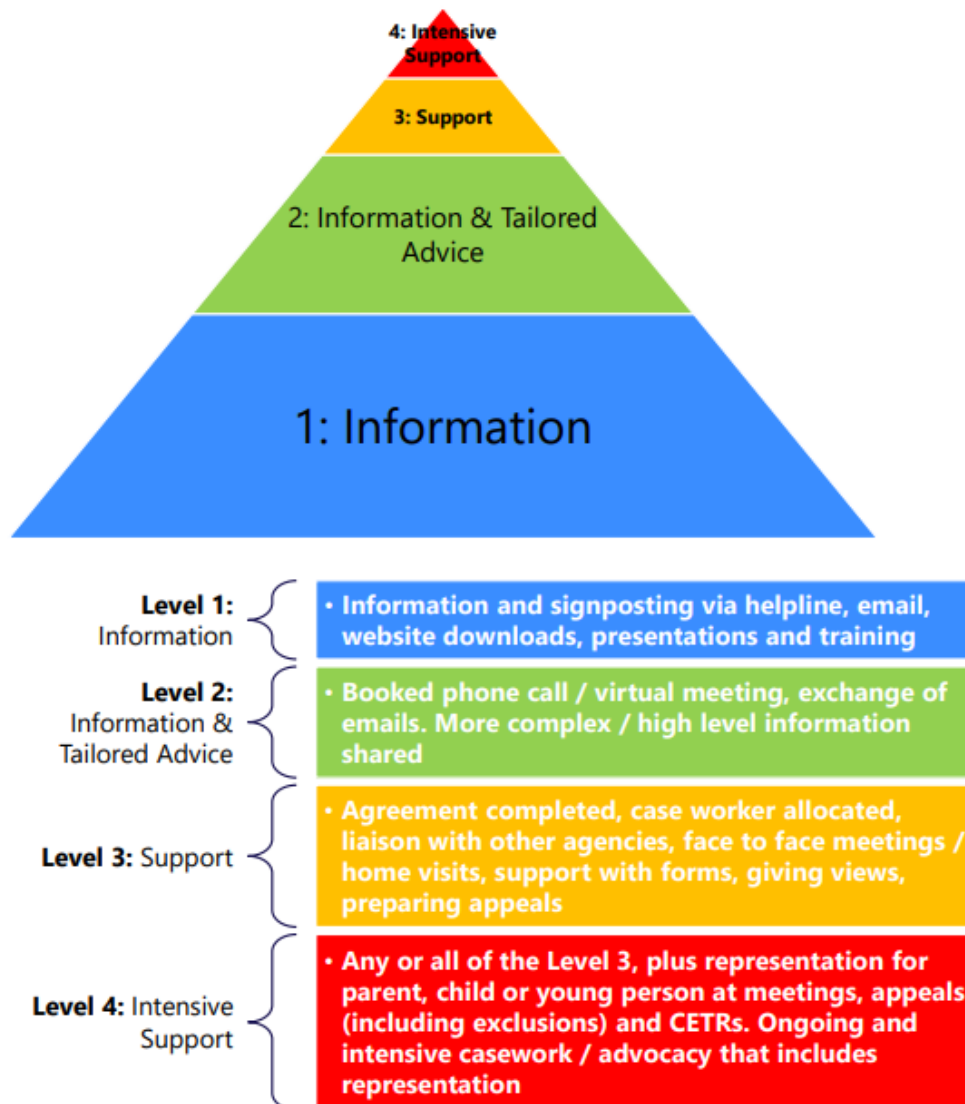 4: Intensive
Support
3: Support
2: Information & Tailored
Advice
1: Information
Level 1:
Information
• Information and signposting via helpline, email,
website downloads, presentations and training
Level 2:
Information &
Tailored Advice
• Booked phone call / virtual meeting, exchange of
emails. More complex / high level information
shared
Level 3: Support
• Agreement completed, case worker allocated,
liaison with other agencies, face to face meetings /
home visits, support with forms, giving views,
preparing appeals
Level 4: Intensive
Support
• Any or all of the Level 3, plus representation for
parent, child or young person at meetings, appeals
(including exclusions) and CETRs. Ongoing and
intensive casework / advocacy that includes
representation